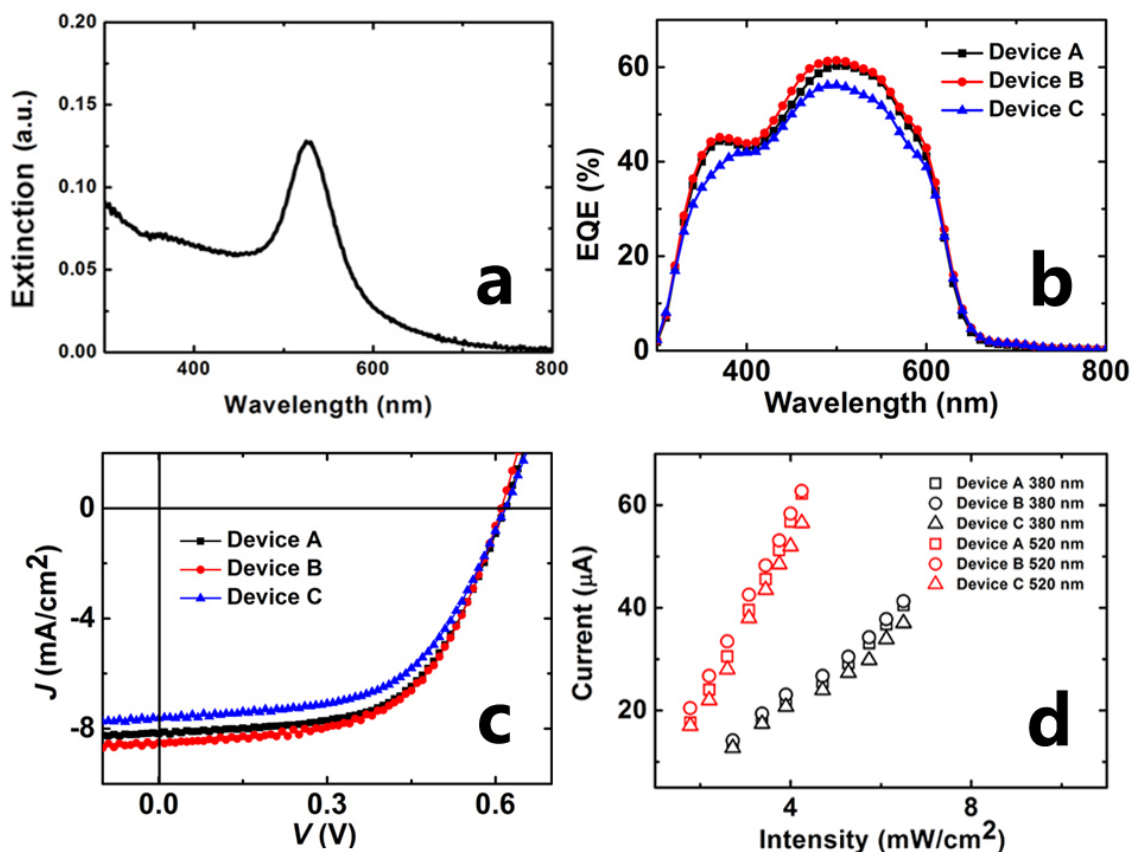 0.20
0.15
0.10
0.05
0.00
Extinction (a.u.)
400
600
800
Wavelength (nm)
a
60
40
20
0
EQE (%)
Device A
Device B
Device C
400
600
800
Wavelength (nm)
b
0
-4
-8
J (mA/cm2)
Device A
Device B
Device C
0.0
0.3
0.6
V (V)
c
60
40
20
Current (μA)
Device A 380 nm
Device B 380 nm
Device C 380 nm
Device A 520 nm
Device B 520 nm
Device C 520 nm
4
8
Intensity (mW/cm2)
d